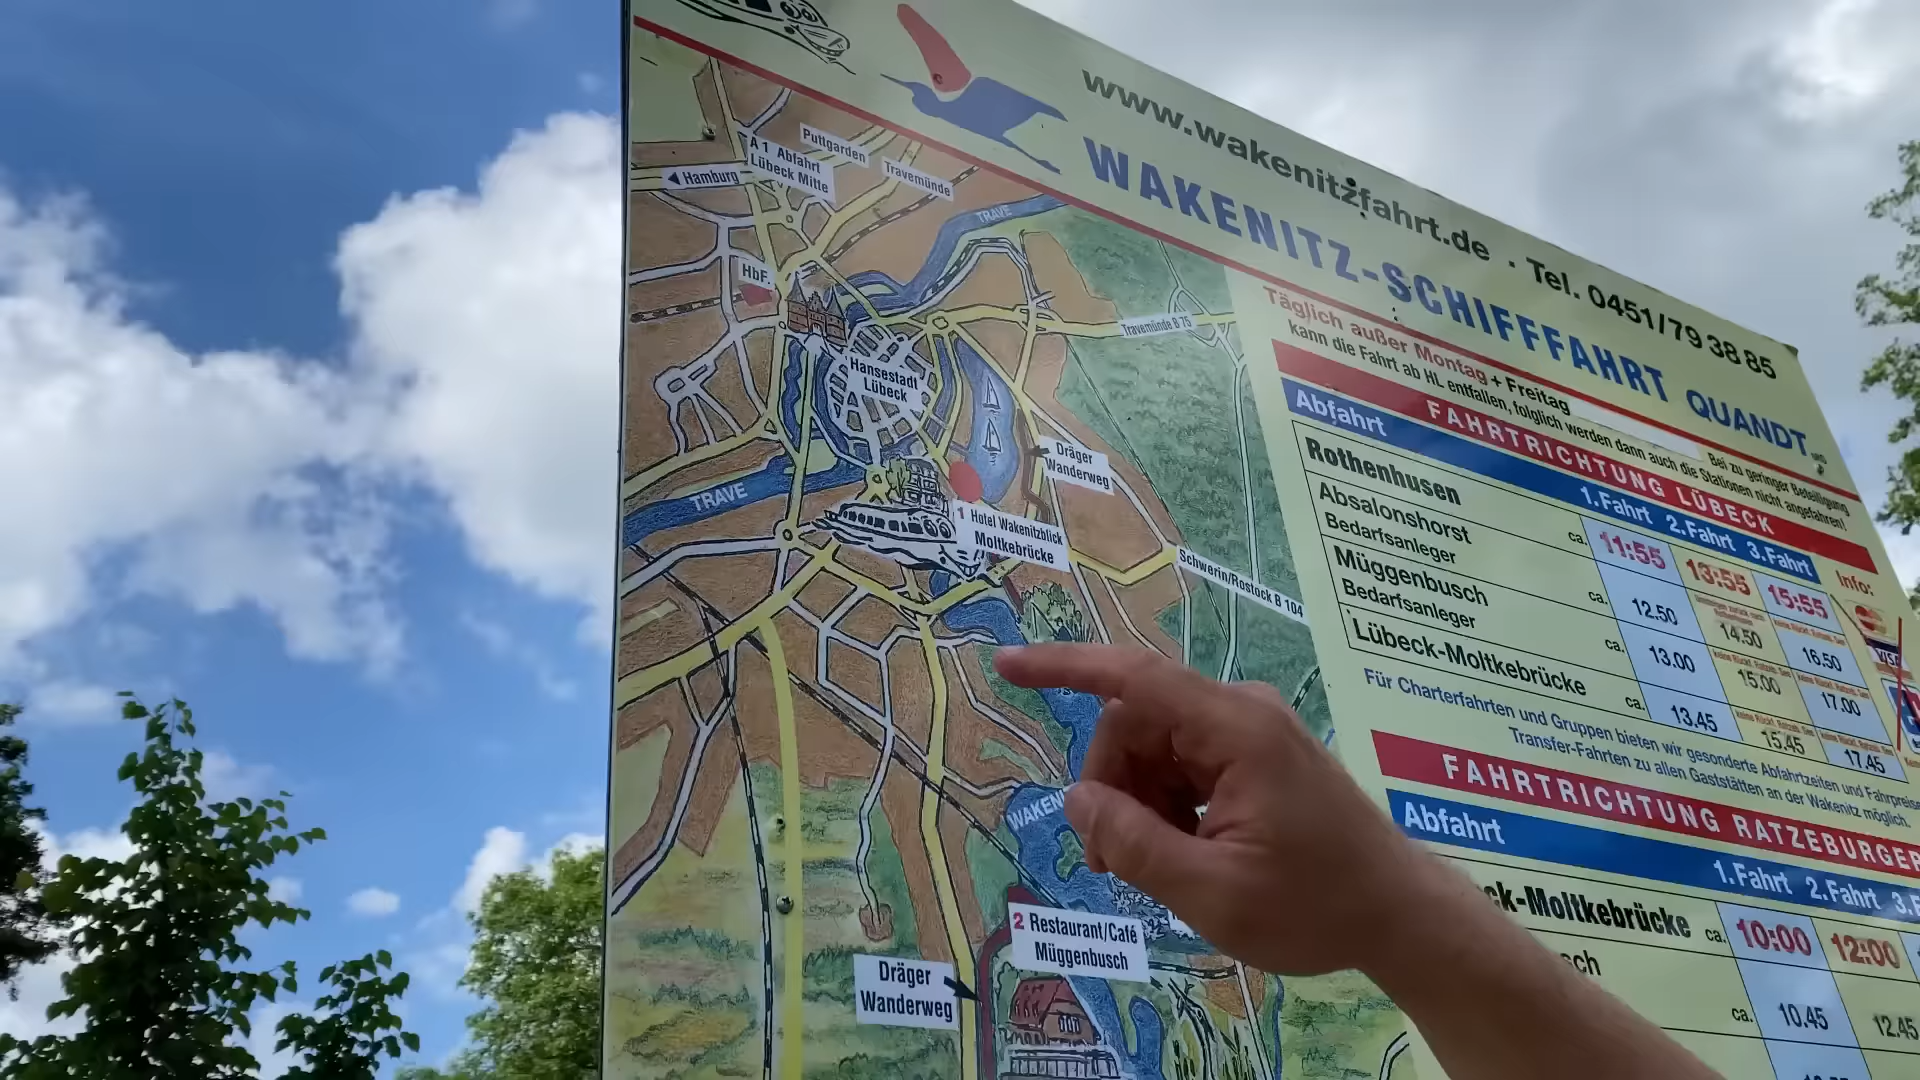 www.wakenitzfahrt.de · Tel. 0451/79 38 85
WAKENITZ-SCHIFFFAHRT QUANDT
A 1 Abfahrt
Lübeck Mitte
Puttgarden
Travemünde
Hamburg
TRAVE
HbF
Travemünde B 75
Hansestadt
Lübeck
Dräger
Wanderweg
TRAVE
1 Hotel Wakenitzblick
Moltkebrücke
Schwerin/Rostock B 104
2 Restaurant/Café
Müggenbusch
Dräger
Wanderweg
Täglich außer Montag + Freitag
Bei zu geringer Beteiligung
kann die Fahrt ab HL entfallen, folglich werden dann auch die Stationen nicht angefahren!
FAHRTRICHTUNG LÜBECK
Abfahrt 1.Fahrt 2.Fahrt 3.Fahrt
Info:
Rothenhusen ca. 11:55 13:55 15:55
Absalonshorst
Bedarfsanleger ca. 12.50 14.50 16.50
Müggenbusch
Bedarfsanleger ca. 13.00 15.00 17.00
Lübeck-Moltkebrücke ca. 13.45 15.45 17.45
VISA
Für Charterfahrten und Gruppen bieten wir gesonderte Abfahrtzeiten und Fahrpreise
Transfer-Fahrten zu allen Gaststätten an der Wakenitz möglich.
FAHRTRICHTUNG RATZEBURGER
Abfahrt 1.Fahrt 2.Fahrt 3.F
ck-Moltkebrücke ca. 10:00 12:00
sch
ca. 10.45 12.45